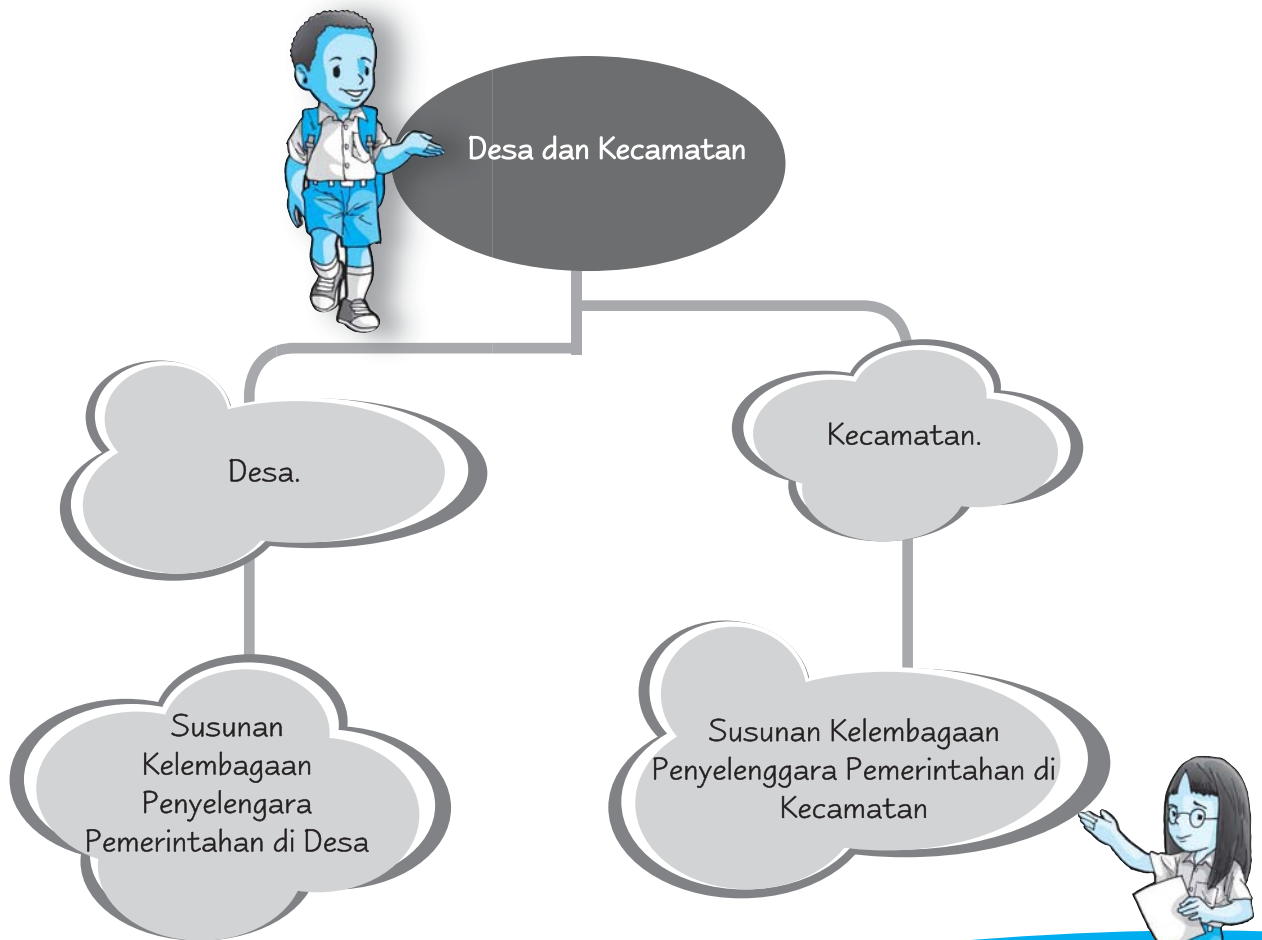 Desa dan Kecamatan
Desa.
Kecamatan.
Susunan
Kelembagaan
Penyelengara
Pemerintahan di Desa
Susunan Kelembagaan
Penyelenggara Pemerintahan di
Kecamatan